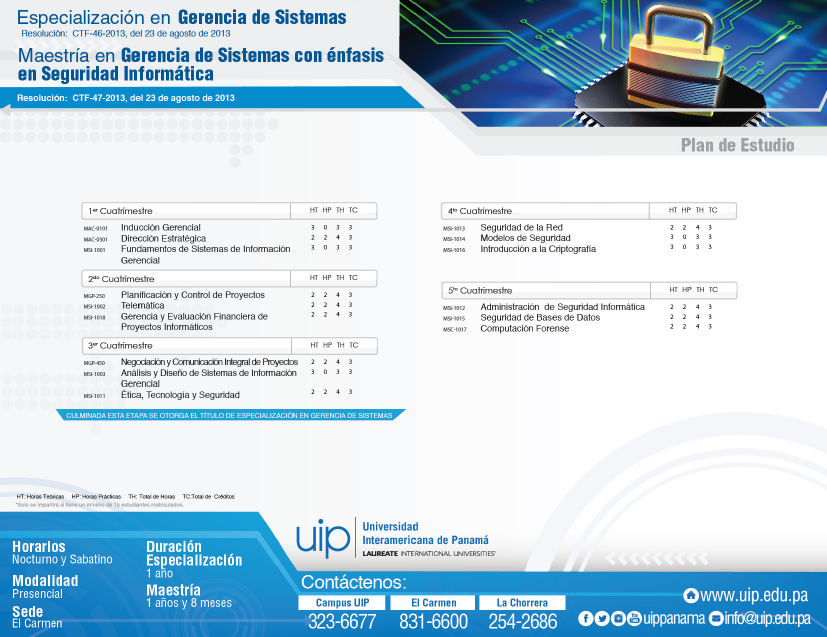 Especialización en Gerencia de Sistemas
Resolución: CTF-46-2013, del 23 de agosto de 2013
Maestría en Gerencia de Sistemas con énfasis
en Seguridad Informática
Resolución: CTF-47-2013, del 23 de agosto de 2013
Plan de Estudio
1er Cuatrimestre HT HP TH TC
MAC-9101 Inducción Gerencial 3 0 3 3
MAC-9301 Dirección Estratégica 2 2 4 3
MSI-1001 Fundamentos de Sistemas de Información 3 0 3 3
Gerencial
2do Cuatrimestre HT HP TH TC
MGP-250 Planificación y Control de Proyectos 2 2 4 3
MSI-1002 Telemática 2 2 4 3
MSI-1018 Gerencia y Evaluación Financiera de 2 2 4 3
Proyectos Informáticos
3er Cuatrimestre HT HP TH TC
MGP-450 Negociación y Comunicación Integral de Proyectos 2 2 4 3
MSI-1003 Análisis y Diseño de Sistemas de Información 3 0 3 3
Gerencial
MSI-1011 Ética, Tecnología y Seguridad 2 2 4 3
CULMINADA ESTA ETAPA SE OTORGA EL TÍTULO DE ESPECIALIZACIÓN EN GERENCIA DE SISTEMAS
4to Cuatrimestre HT HP TH TC
MSI-1013 Seguridad de la Red 2 2 4 3
MSI-1014 Modelos de Seguridad 3 0 3 3
MSI-1016 Introducción a la Criptografía 3 0 3 3
5to Cuatrimestre HT HP TH TC
MSI-1012 Administración de Seguridad Informática 2 2 4 3
MSI-1015 Seguridad de Bases de Datos 2 2 4 3
MSC-1017 Computación Forense 2 2 4 3
HT: Horas Teóricas HP: Horas Prácticas TH: Total de Horas TC:Total de Créditos
*Solo se impartirá si tiene un mínimo de 15 estudiantes matriculados.
Horarios
Nocturno y Sabatino
Modalidad
Presencial
Sede
El Carmen
Duración
Especialización
1 año
Maestría
1 años y 8 meses
uip
Universidad
Interamericana de Panamá
LAUREATE INTERNATIONAL UNIVERSITIES®
Contáctenos:
Campus UIP El Carmen La Chorrera
323-6677 831-6600 254-2686
www.uip.edu.pa
uippanama info@uip.edu.pa